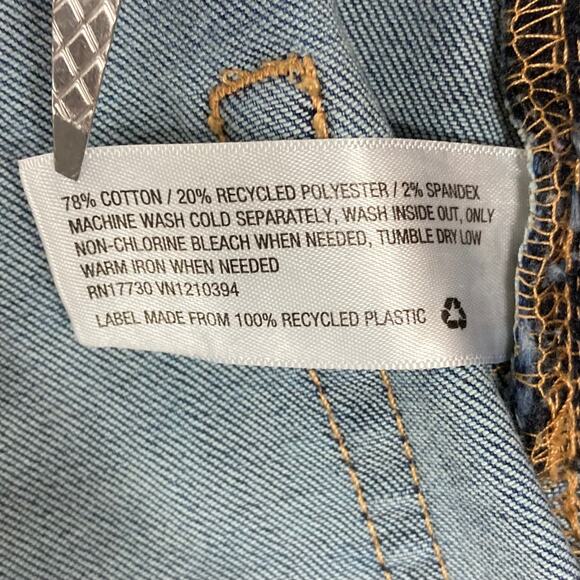 78% COTTON / 20% RECYCLED POLYESTER / 2% SPANDEX
MACHINE WASH COLD SEPARATELY, WASH INSIDE OUT, ONLY
NON-CHLORINE BLEACH WHEN NEEDED, TUMBLE DRY LOW
WARM IRON WHEN NEEDED
RN17730 VN1210394
LABEL MADE FROM 100% RECYCLED PLASTIC